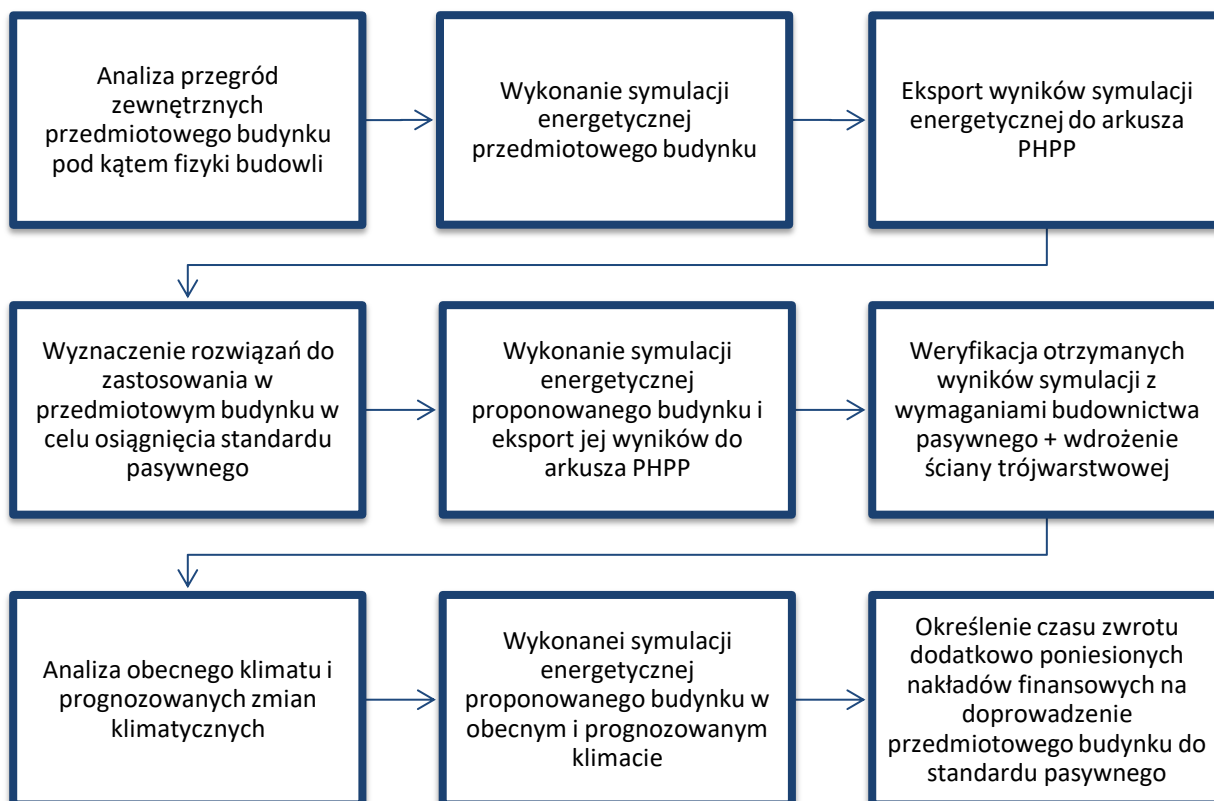 Analiza przegród
zewnętrznych
przedmiotowego budynku
pod kątem fizyki budowli
Wykonanie symulacji
energetycznej
przedmiotowego budynku
Eksport wyników symulacji
energetycznej do arkusza
PHPP
Wyznaczenie rozwiązań do
zastosowania w
przedmiotowym budynku w
celu osiągnięcia standardu
pasywnego
Wykonanie symulacji
energetycznej
proponowanego budynku i
eksport jej wyników do
arkusza PHPP
Weryfikacja otrzymanych
wyników symulacji z
wymaganiami budownictwa
pasywnego + wdrożenie
ściany trójwarstwowej
Analiza obecnego klimatu i
prognozowanych zmian
klimatycznych
Wykonanei symulacji
energetycznej
proponowanego budynku w
obecnym i prognozowanym
klimacie
Określenie czasu zwrotu
dodatkowo poniesionych
nakładów finansowych na
doprowadzenie
przedmiotowego budynku do
standardu pasywnego